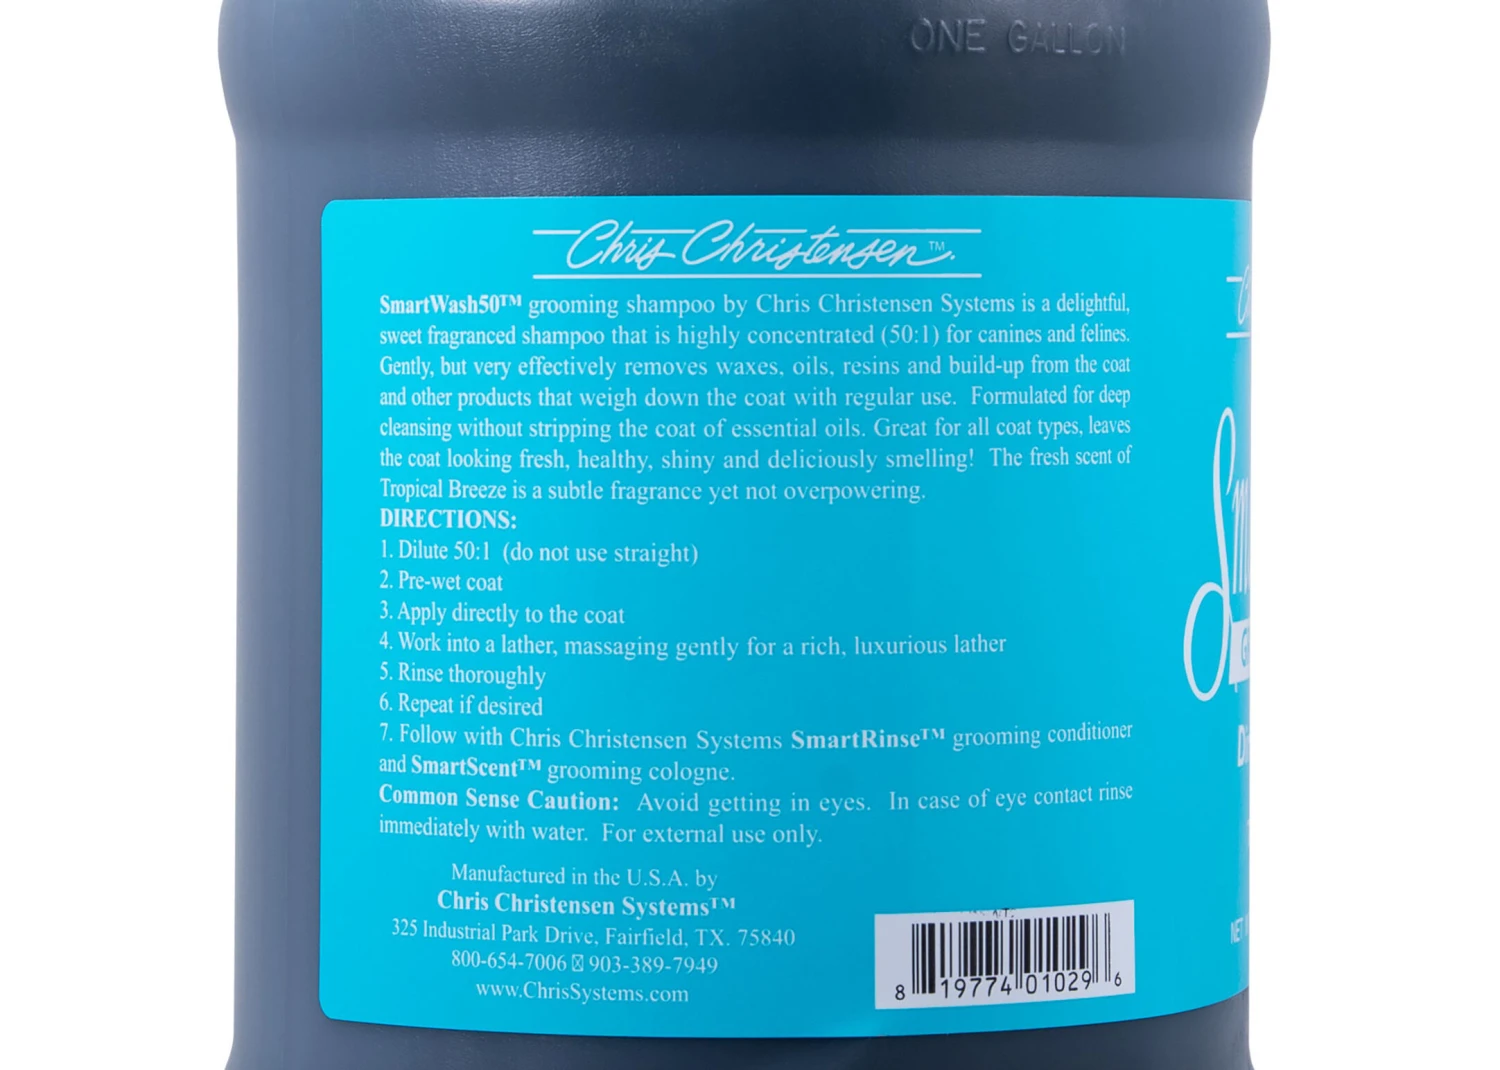 ONE GALLON
Chris Christensen™.
SmartWash50™ grooming shampoo by Chris Christensen Systems is a delightful,
sweet fragranced shampoo that is highly concentrated (50:1) for canines and felines.
Gently, but very effectively removes waxes, oils, resins and build-up from the coat
and other products that weigh down the coat with regular use. Formulated for deep
cleansing without stripping the coat of essential oils. Great for all coat types, leaves
the coat looking fresh, healthy, shiny and deliciously smelling! The fresh scent of
Tropical Breeze is a subtle fragrance yet not overpowering.
DIRECTIONS:
1. Dilute 50:1 (do not use straight)
2. Pre-wet coat
3. Apply directly to the coat
4. Work into a lather, massaging gently for a rich, luxurious lather
5. Rinse thoroughly
6. Repeat if desired
7. Follow with Chris Christensen Systems SmartRinse™ grooming conditioner
and SmartScent™ grooming cologne.
Common Sense Caution: Avoid getting in eyes. In case of eye contact rinse
immediately with water. For external use only.
Manufactured in the U.S.A. by
Chris Christensen Systems™
325 Industrial Park Drive, Fairfield, TX. 75840
800-654-7006 903-389-7949
www.ChrisSystems.com
8 19774 01029 6
NET